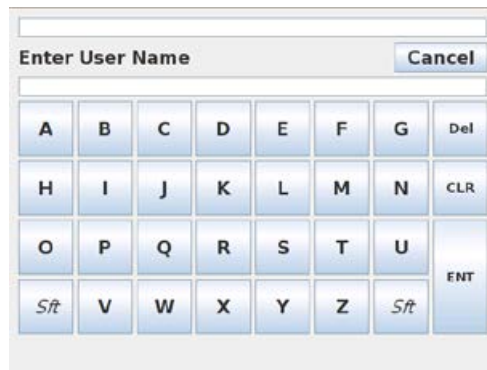 Enter User Name Cancel
A B C D E F G Del
H I J K L M N CLR
O P Q R S T U
ENT
Sft V W X Y Z Sft